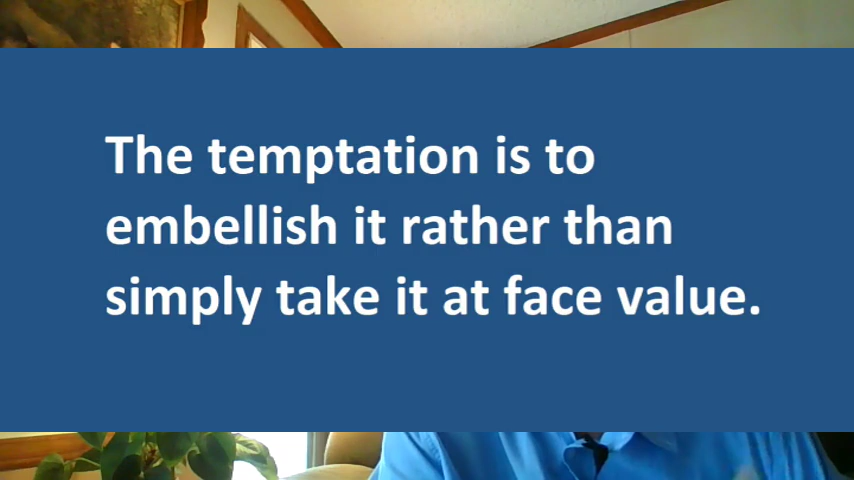 The temptation is to
embellish it rather than
simply take it at face value.